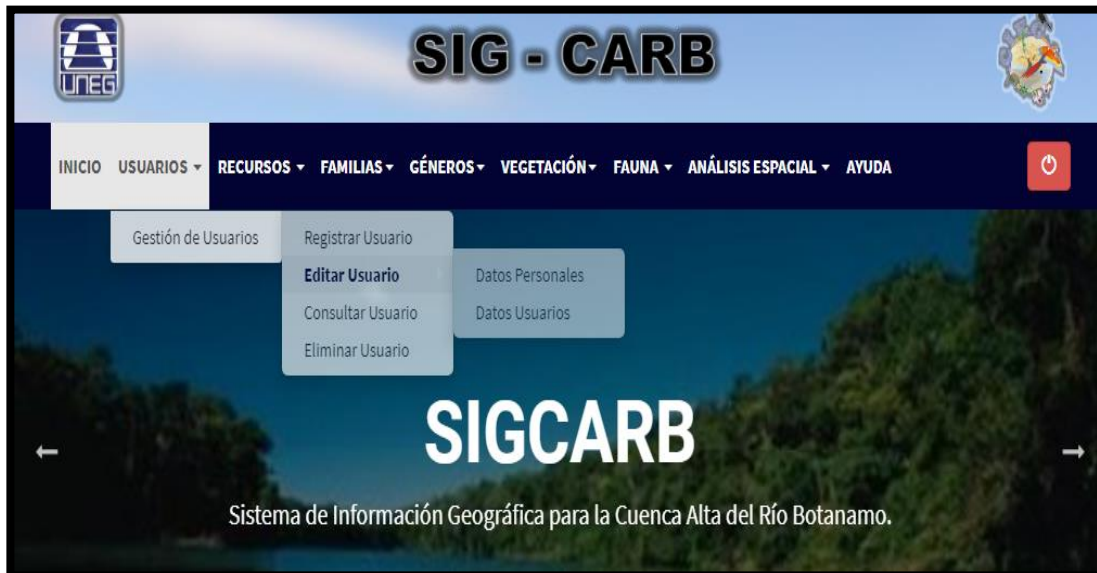 UNEG
SIG - CARB
INICIO USUARIOS RECURSOS FAMILIAS GÉNEROS VEGETACIÓN FAUNA ANÁLISIS ESPACIAL AYUDA
Gestión de Usuarios
Registrar Usuario
Editar Usuario
Consultar Usuario
Eliminar Usuario
Datos Personales
Datos Usuarios
SIGCARB
Sistema de Información Geográfica para la Cuenca Alta del Río Botanamo.